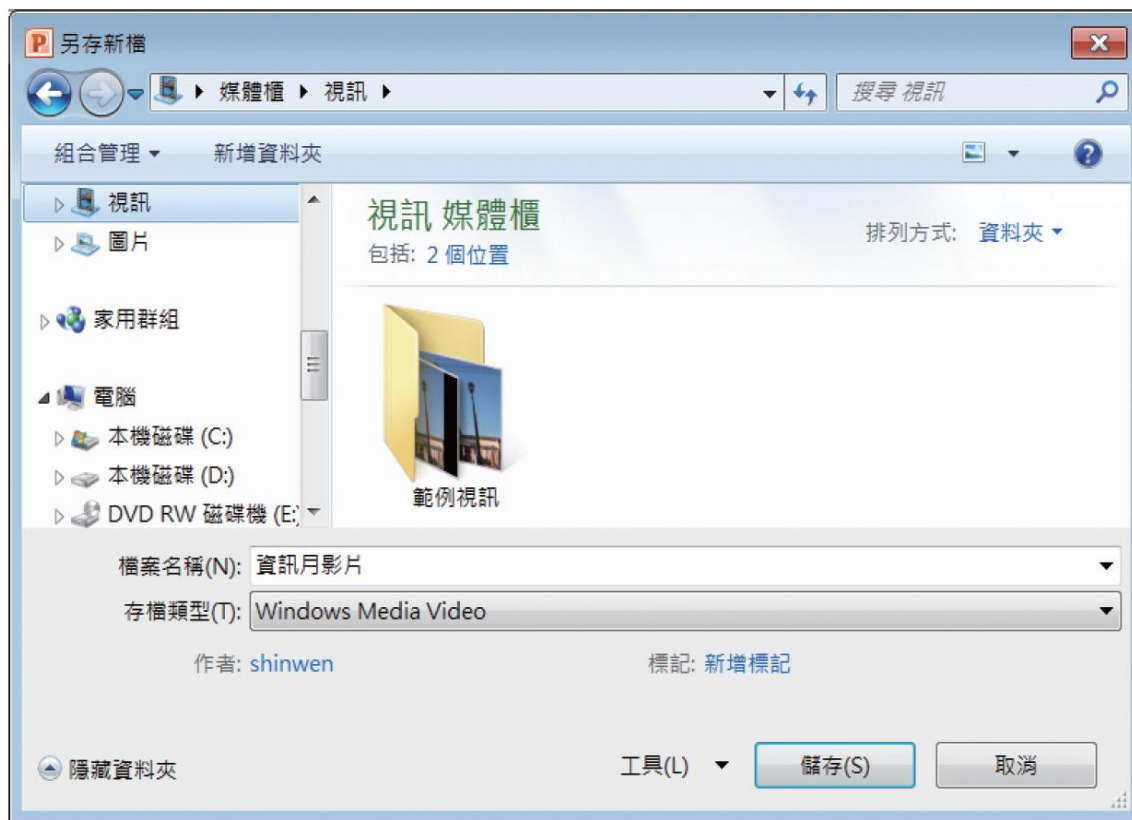 另存新檔
媒體櫃 視訊
搜尋 視訊
組合管理 新增資料夾
視訊
圖片
家用群組
電腦
本機磁碟 (C:)
本機磁碟 (D:)
DVD RW 磁碟機 (E:)
視訊 媒體櫃
包括: 2 個位置
排列方式: 資料夾
範例視訊
檔案名稱(N): 資訊月影片
存檔類型(T): Windows Media Video
作者: shinwen 標記: 新增標記
隱藏資料夾 工具(L) 儲存(S) 取消